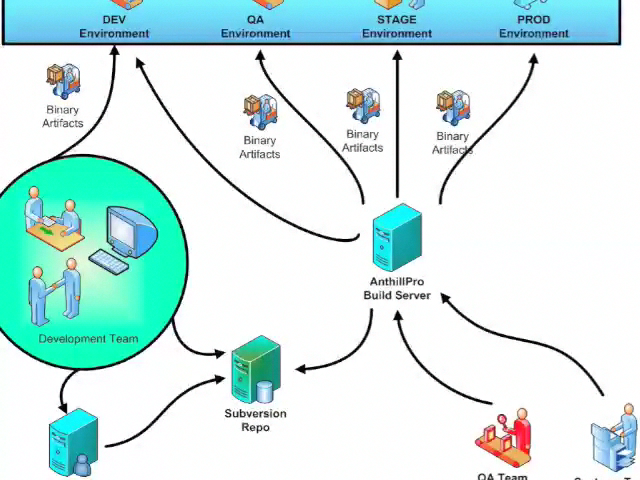 DEV
Environment
QA
Environment
STAGE
Environment
PROD
Environment
Binary
Artifacts
Binary
Artifacts
Binary
Artifacts
Binary
Artifacts
AnthillPro
Build Server
Development Team
Subversion
Repo
QA Team